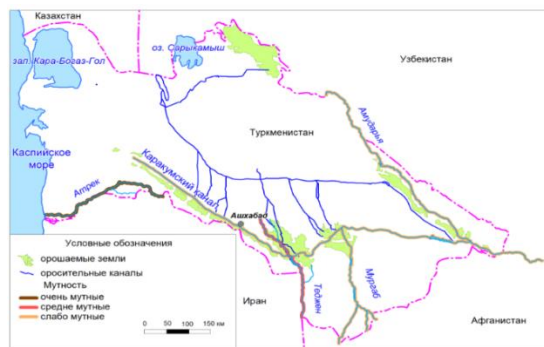 Казахстан
зал. Кара-Богаз-Гол
оз. Сарыкамыш
Узбекистан
Туркменистан
Амударья
Каспийское
море
Каракумский канал
Атрек
Ашхабад
Условные обозначения
орошаемые земли
оросительные каналы
Мутность
очень мутные
средне мутные
слабо мутные
0 50 100 150 км
Иран
Теджен
Мургаб
Афганистан